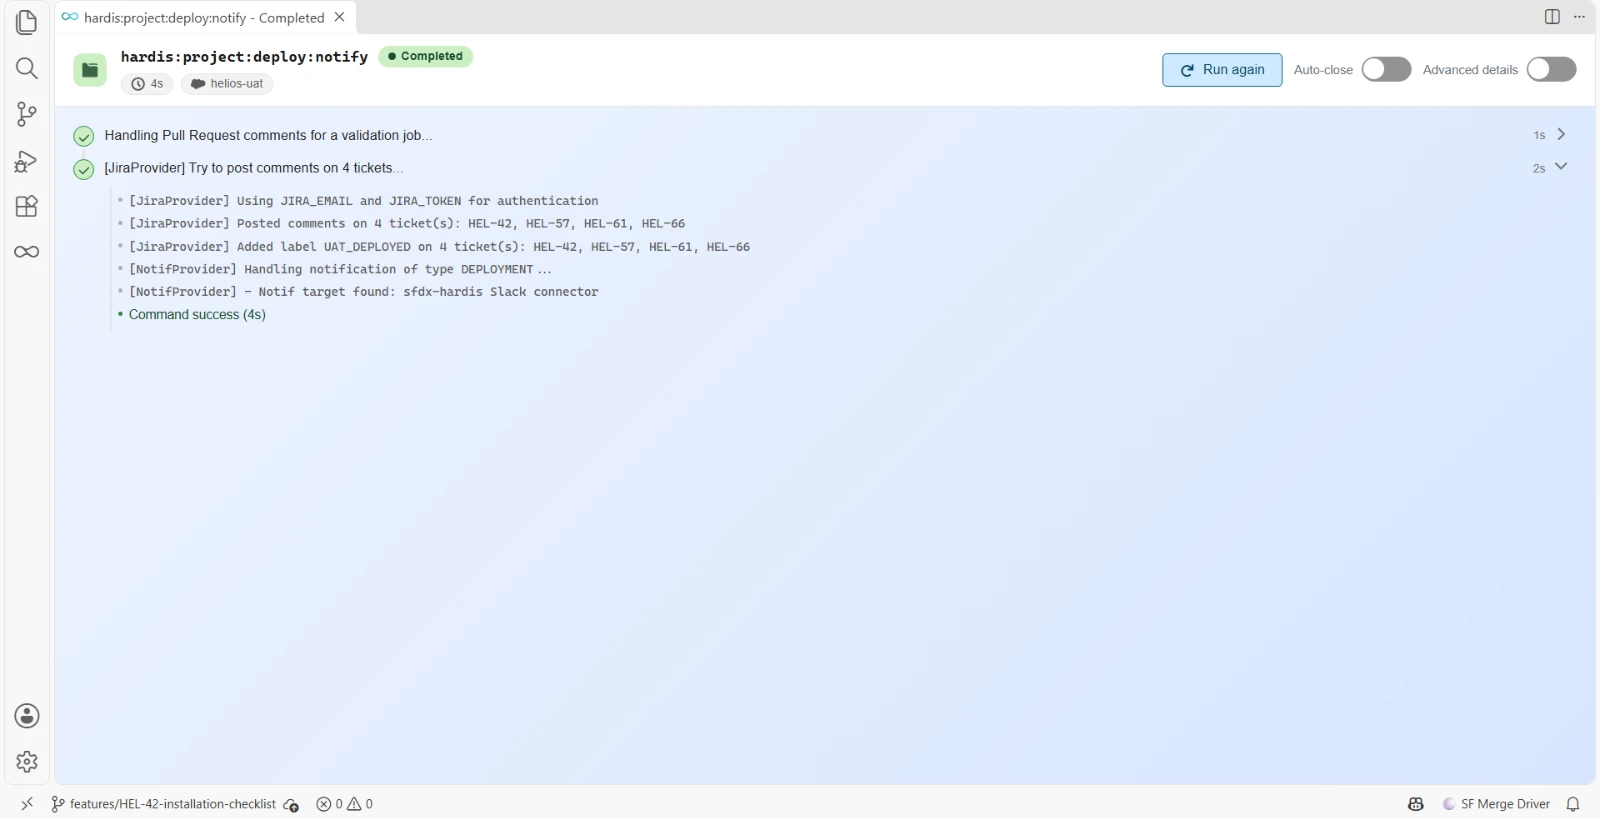 hardis:project:deploy:notify - Completed
hardis:project:deploy:notify
Completed
4s
helios-uat
Run again
Auto-close
Advanced details
Handling Pull Request comments for a validation job...
1s
[JiraProvider] Try to post comments on 4 tickets...
2s
[JiraProvider] Using JIRA_EMAIL and JIRA_TOKEN for authentication
[JiraProvider] Posted comments on 4 ticket(s): HEL-42, HEL-57, HEL-61, HEL-66
[JiraProvider] Added label UAT_DEPLOYED on 4 ticket(s): HEL-42, HEL-57, HEL-61, HEL-66
[NotifProvider] Handling notification of type DEPLOYMENT...
[NotifProvider] - Notif target found: sfdx-hardis Slack connector
Command success (4s)
features/HEL-42-installation-checklist
0
0
SF Merge Driver